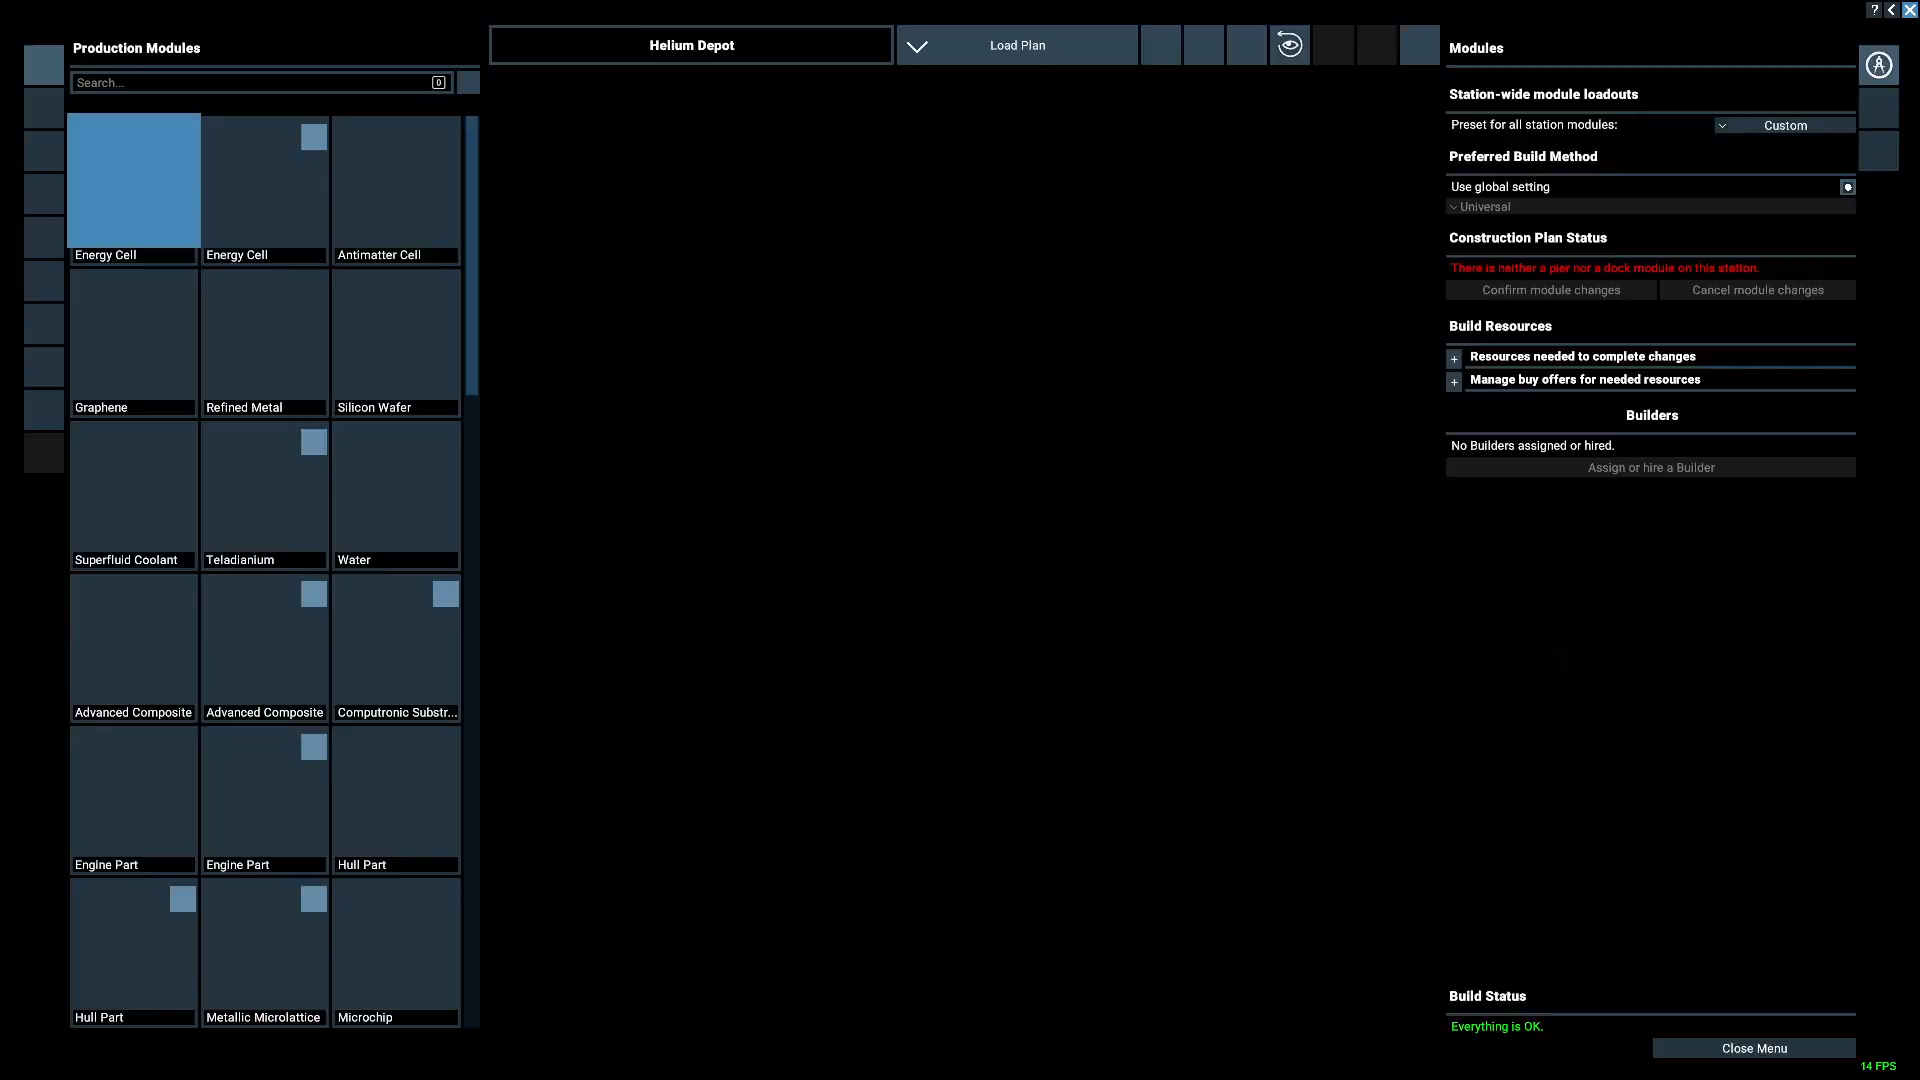 Production Modules
Search...
0
Energy Cell
Energy Cell
Antimatter Cell
Graphene
Refined Metal
Silicon Wafer
Superfluid Coolant
Teladianium
Water
Advanced Composite
Advanced Composite
Computronic Substr...
Engine Part
Engine Part
Hull Part
Hull Part
Metallic Microlattice
Microchip
Helium Depot
Load Plan
?
Modules
Station-wide module loadouts
Preset for all station modules:
Custom
Preferred Build Method
Use global setting
Universal
Construction Plan Status
There is neither a pier nor a dock module on this station.
Confirm module changes
Cancel module changes
Build Resources
+ Resources needed to complete changes
+ Manage buy offers for needed resources
Builders
No Builders assigned or hired.
Assign or hire a Builder
Build Status
Everything is OK.
Close Menu
14 FPS